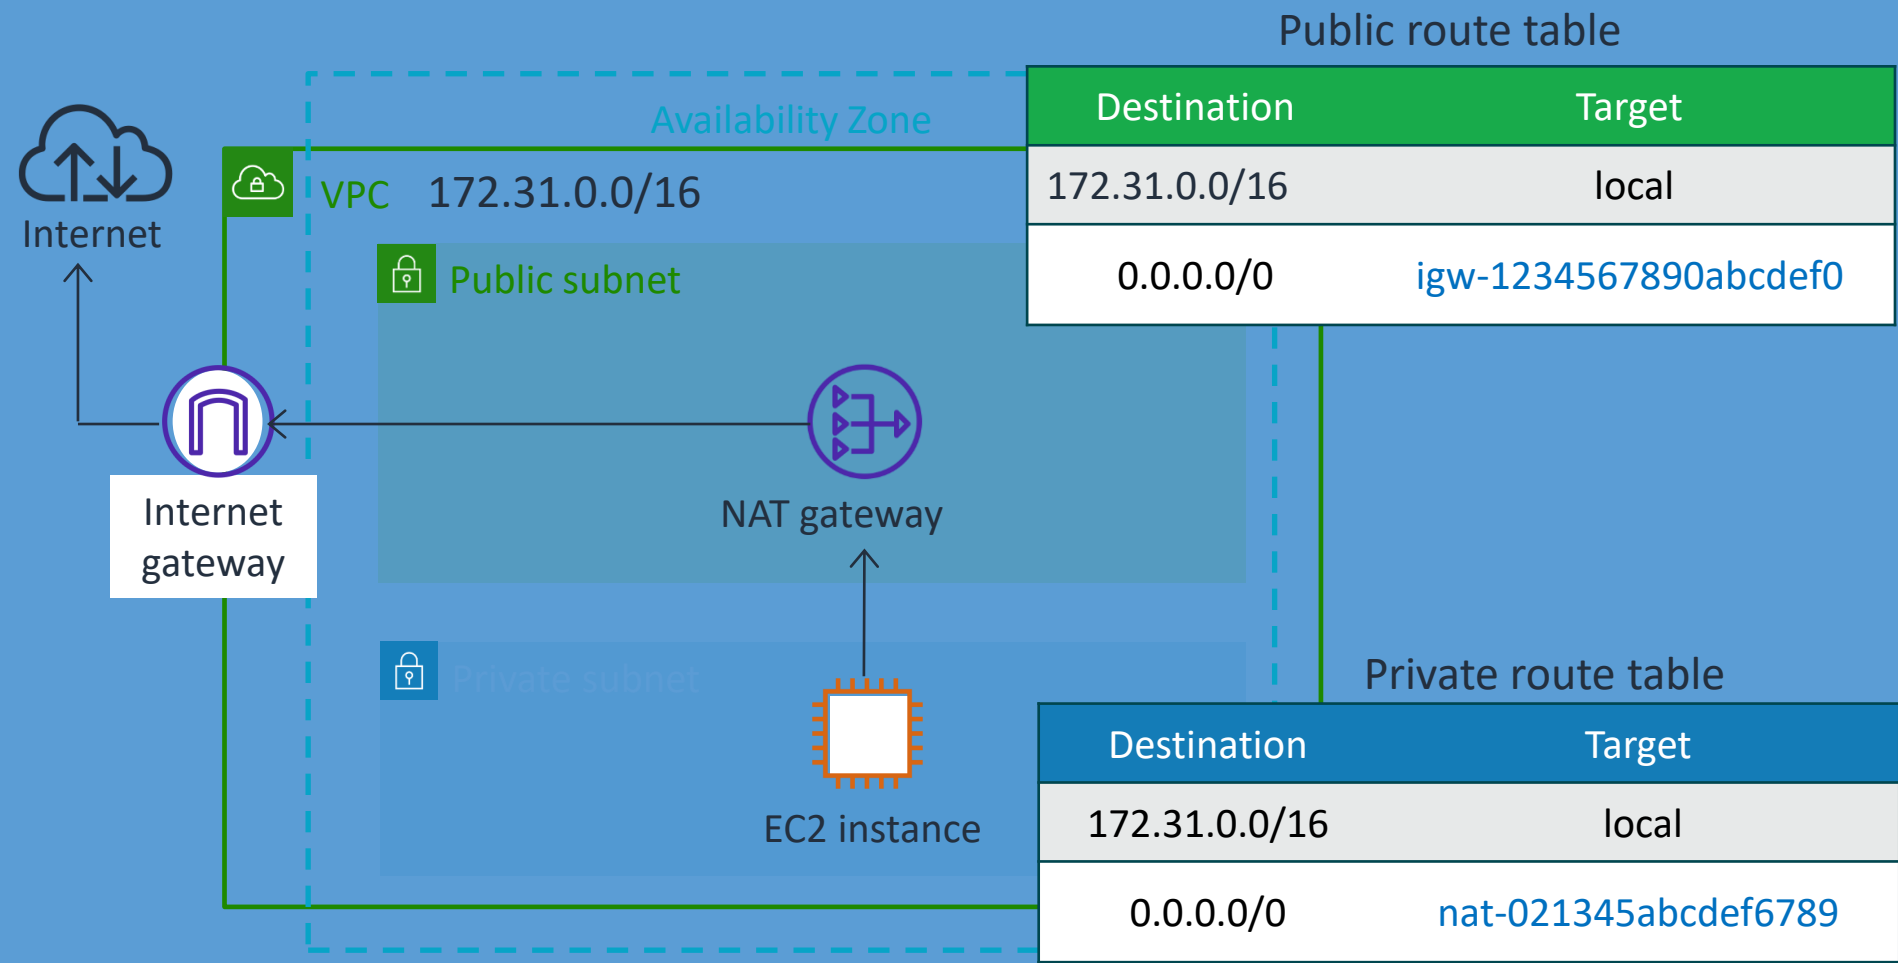 Public route table
Destination Target
172.31.0.0/16 local
0.0.0.0/0 igw-1234567890abcdef0
Availability Zone
VPC 172.31.0.0/16
Internet
Public subnet
Internet
gateway
NAT gateway
Private subnet
EC2 instance
Private route table
Destination Target
172.31.0.0/16 local
0.0.0.0/0 nat-021345abcdef6789